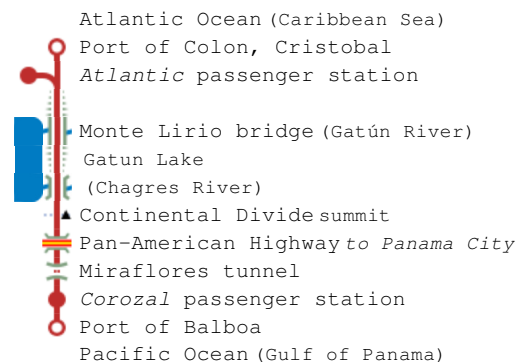 Atlantic Ocean (Caribbean Sea)
Port of Colon, Cristobal
Atlantic passenger station
Monte Lirio bridge (Gatún River)
Gatun Lake
(Chagres River)
Continental Divide summit
Pan-American Highway to Panama City
Miraflores tunnel
Corozal passenger station
Port of Balboa
Pacific Ocean (Gulf of Panama)